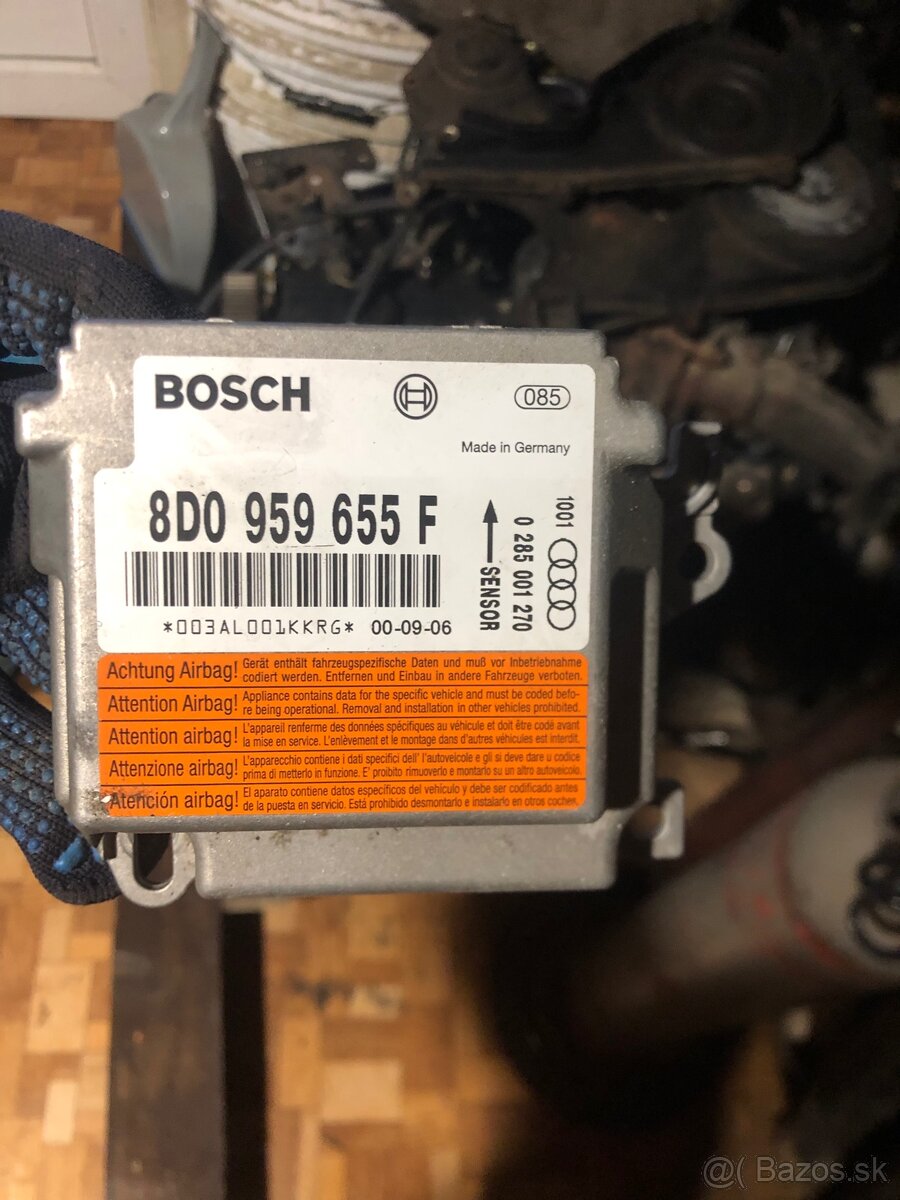 BOSCH
085
Made in Germany
8D0 959 655 F
SENSOR
0 285 001 270
1001
*003AL001KKRG* 00-09-06
Achtung Airbag! Gerät enthält fahrzeugspezifische Daten und muß vor Inbetriebnahme
codiert werden. Entfernen und Einbau in andere Fahrzeuge verboten.
Attention Airbag! Appliance contains data for the specific vehicle and must be coded befo-
re being operational. Removal and installation in other vehicles prohibited.
Attention airbag! L'appareil renferme des données spécifiques au véhicule et doit être codé avant
la mise en service. L'enlèvement et le montage dans d'autres véhicules est interdit.
Attenzione airbag! L'apparecchio contiene i dati specifici dell' l'autoveicolo e gli si deve dare u codice
prima di metterlo in funzione. E' proibito rimuoverlo e montarlo su un altro autoveicolo.
Atención airbag! El aparato contiene datos específicos del vehículo y debe ser codificado antes
de la puesta en servicio. Está prohibido desmontarlo e instalarlo en otros coches.
@( Bazos.sk